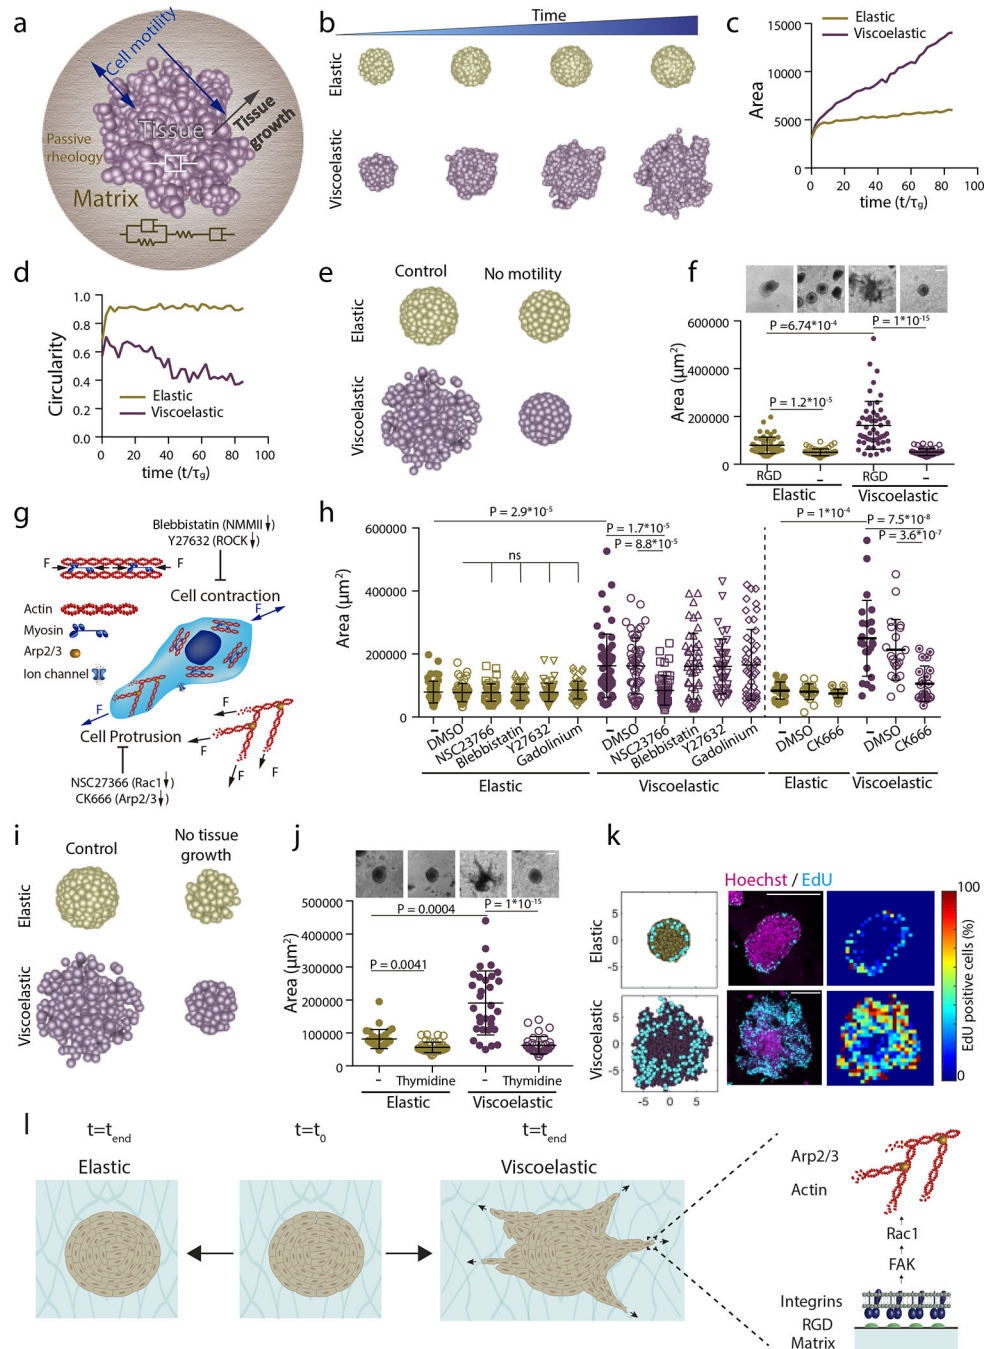 a
Cell motility
Tissue
Tissue
growth
Passive
rheology
Matrix
b
Time
Elastic
Viscoelastic
c
Elastic
Viscoelastic
15000
10000
5000
0
Area
0 20 40 60 80 100
time (t/τg)
d
1.0
0.8
0.6
0.4
0.2
0.0
Circularity
Elastic
Viscoelastic
0 20 40 60 80 100
time (t/τg)
e
Control No motility
Elastic
Viscoelastic
f
P =6.74*10-4
P = 1*10-15
P = 1.2*10-5
600000
400000
200000
0
Area (μm2)
RGD - RGD -
Elastic Viscoelastic
g
Blebbistatin (NMMII↓)
Y27632 (ROCK↓)
F F
Cell contraction
F
Actin
Myosin
Arp2/3
Ion channel
F
Cell Protrusion
F
F
F F
NSC27366 (Rac1↓)
CK666 (Arp2/3↓)
h
P = 2.9*10-5
P = 1.7*10-5
P = 8.8*10-5
ns
P = 1*10-4
P = 7.5*10-8
P = 3.6*10-7
600000
400000
200000
0
Area (μm2)
- DMSO NSC23766 Blebbistatin Y27632 Gadolinium - DMSO NSC23766 Blebbistatin Y27632 Gadolinium - DMSO CK666 - DMSO CK666
Elastic Viscoelastic Elastic Viscoelastic
i
Control No tissue
growth
Elastic
Viscoelastic
j
P = 0.0004
P = 1*10-15
P = 0.0041
500000
400000
300000
200000
100000
0
Area (μm2)
- Thymidine - Thymidine
Elastic Viscoelastic
k
Hoechst / EdU
Elastic
5
0
-5
Viscoelastic
5
0
-5
-5 0 5
100
EdU positive cells (%)
0
l
t=tend t=t0 t=tend
Elastic Viscoelastic
Arp2/3
Actin
Rac1
FAK
Integrins
RGD
Matrix